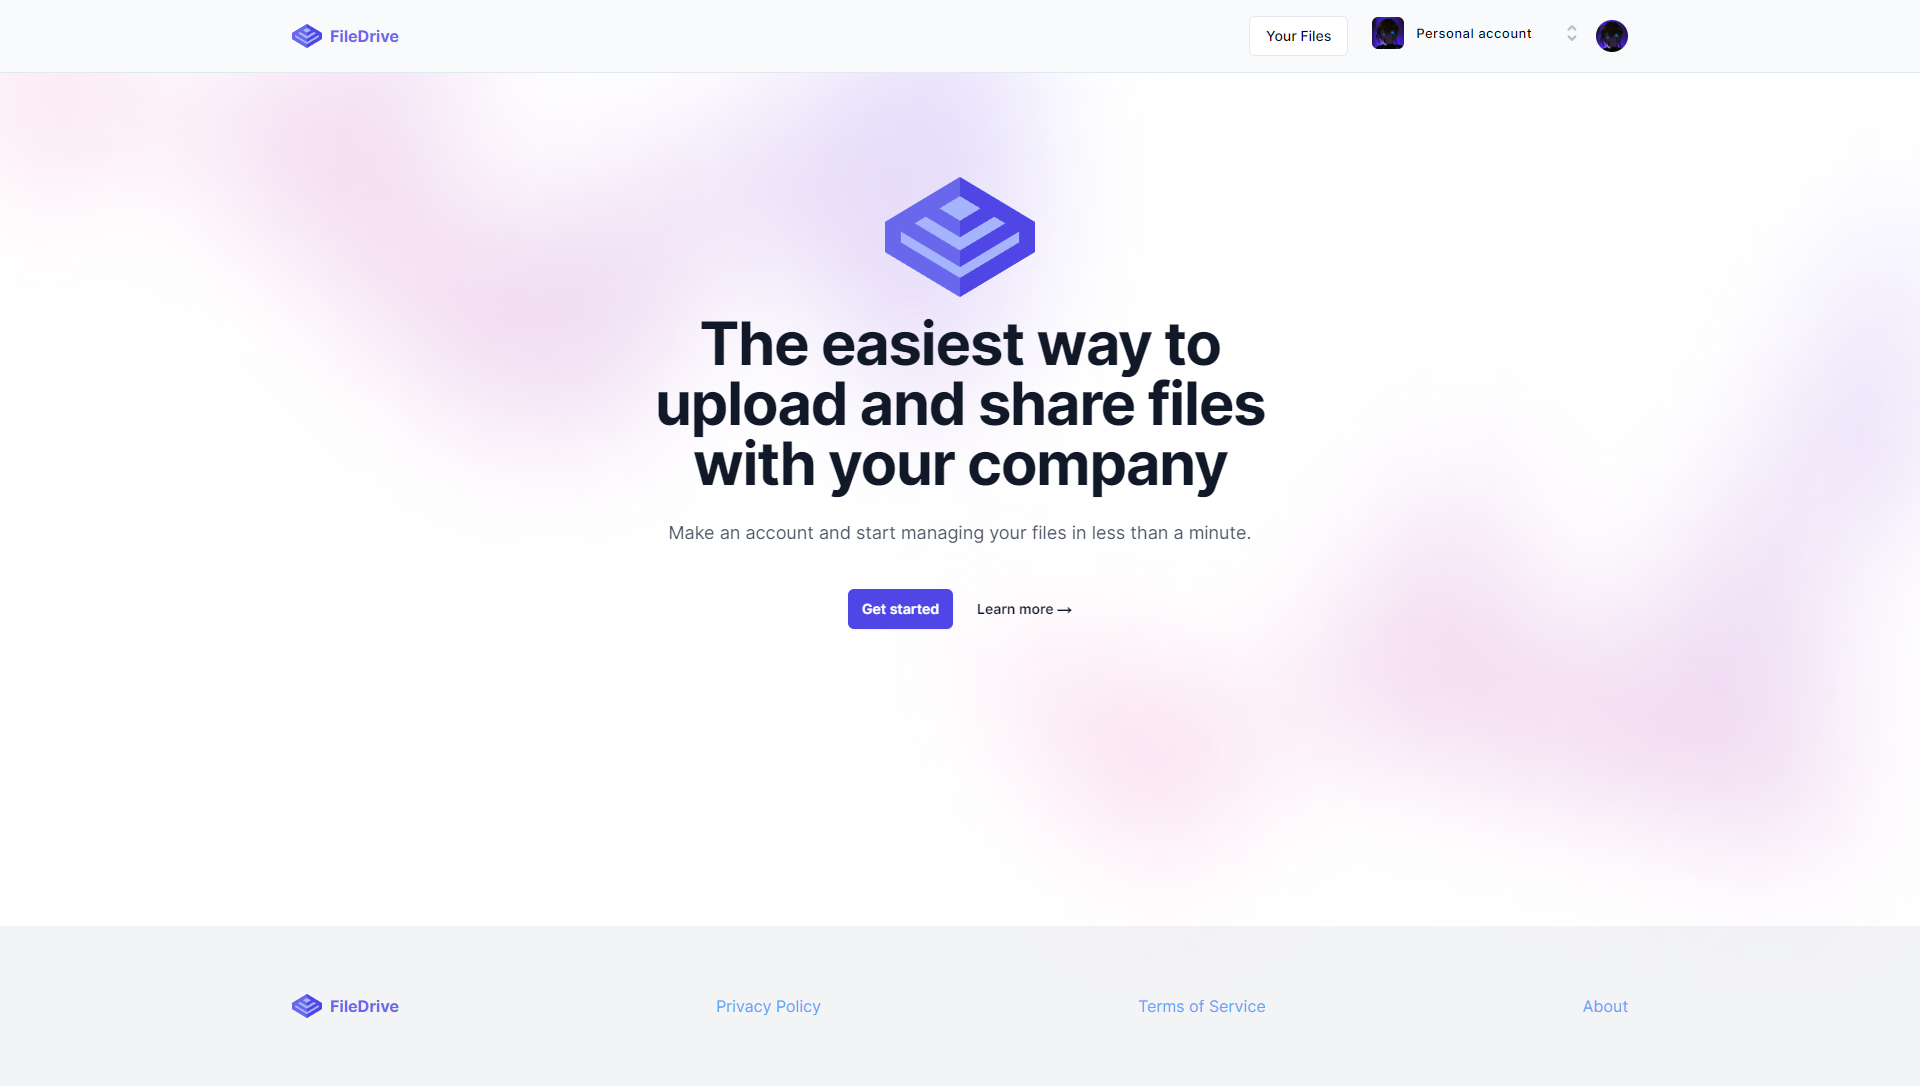 FileDrive
Your Files
Personal account
The easiest way to
upload and share files
with your company
Make an account and start managing your files in less than a minute.
Get started
Learn more →
FileDrive
Privacy Policy
Terms of Service
About